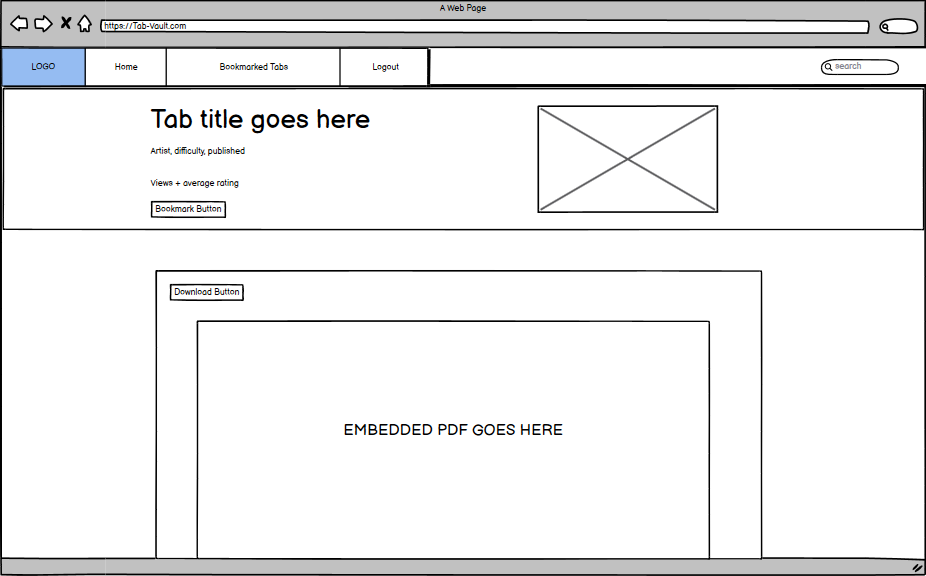 A Web Page
https://Tab-Vault.com
LOGO
Home
Bookmarked Tabs
Logout
search
Tab title goes here
Artist, difficulty, published
Views + average rating
Bookmark Button
Download Button
EMBEDDED PDF GOES HERE